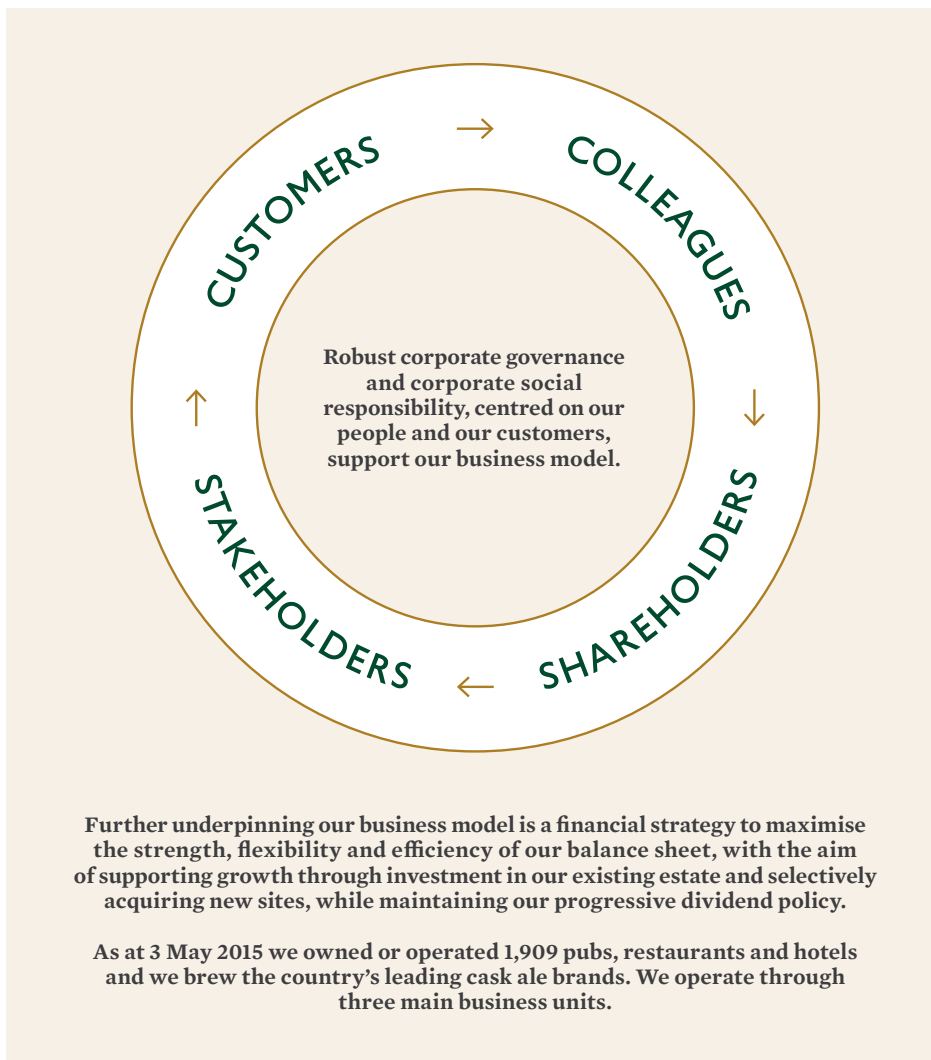 CUSTOMERS
COLLEAGUES
Robust corporate governance
and corporate social
responsibility, centred on our
people and our customers,
support our business model.
STAKEHOLDERS
SHAREHOLDERS
Further underpinning our business model is a financial strategy to maximise
the strength, flexibility and efficiency of our balance sheet, with the aim
of supporting growth through investment in our existing estate and selectively
acquiring new sites, while maintaining our progressive dividend policy.
As at 3 May 2015 we owned or operated 1,909 pubs, restaurants and hotels
and we brew the country’s leading cask ale brands. We operate through
three main business units.